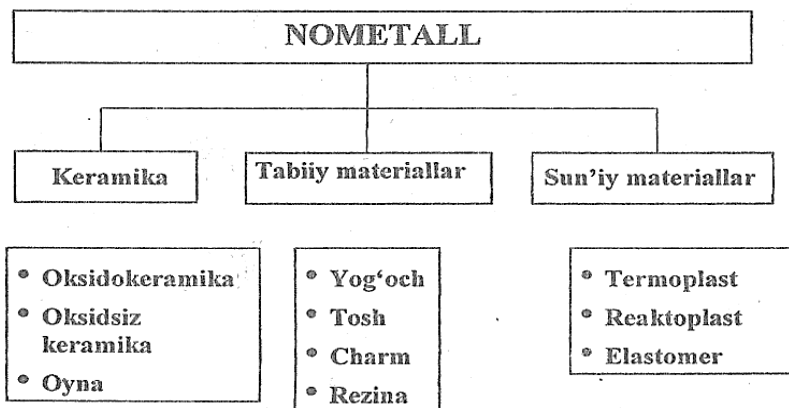 NOMETALL
Keramika
Tabiiy materiallar
Sun'iy materiallar
• Oksidokeramika
• Oksidsiz
keramika
• Oyna
• Yog‘och
• Tosh
• Charm
• Rezina
• Termoplast
• Reaktoplast
• Elastomer